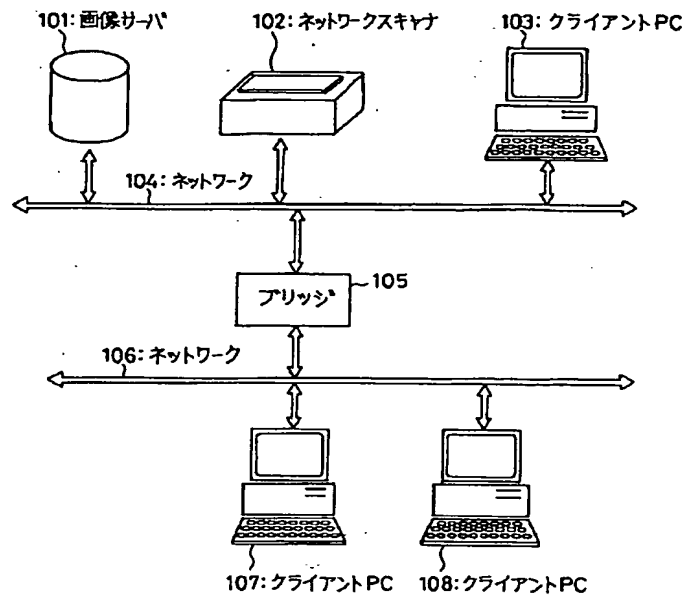 101:画像サーバ
102:ネットワークスキャナ
103:クライアントPC
104:ネットワーク
ブリッジ
105
106:ネットワーク
107:クライアントPC
108:クライアントPC